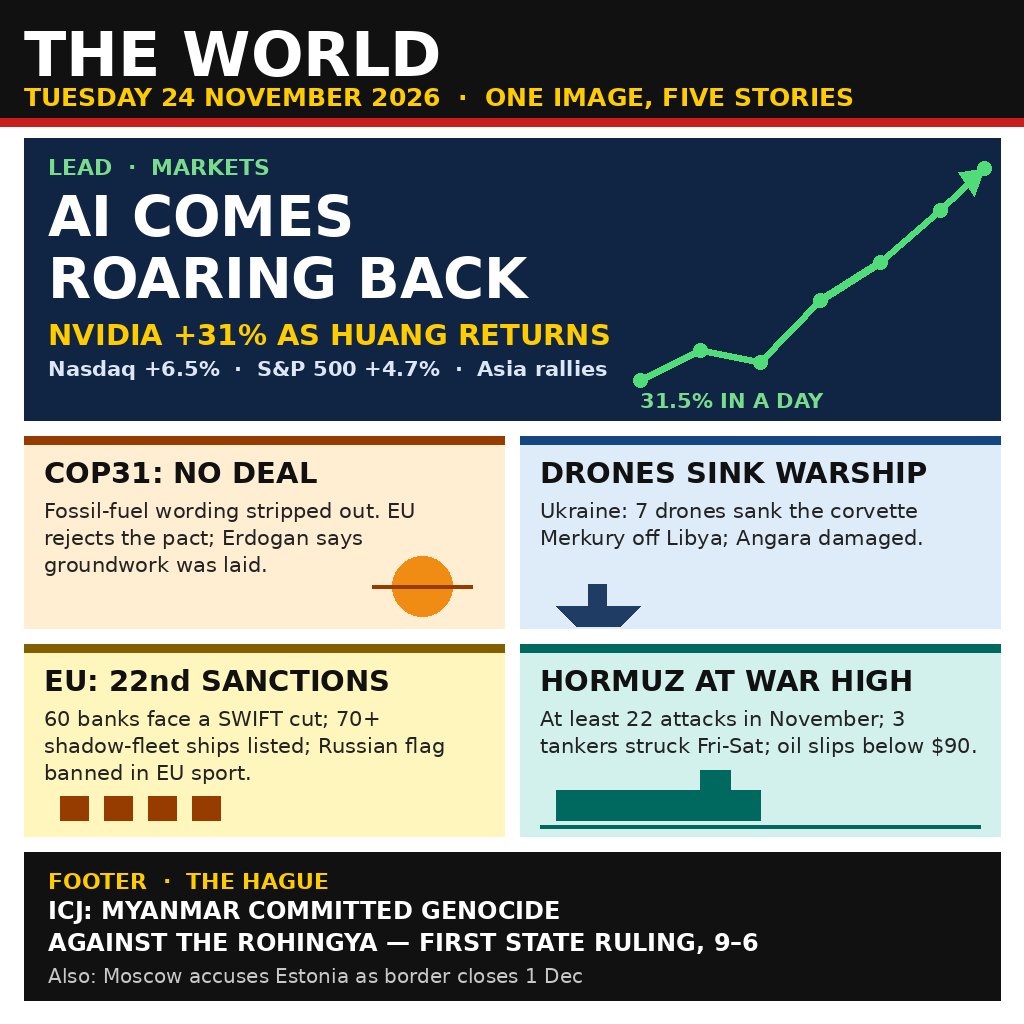 THE WORLD
TUESDAY 24 NOVEMBER 2026 · ONE IMAGE, FIVE STORIES
LEAD · MARKETS
AI COMES
ROARING BACK
NVIDIA +31% AS HUANG RETURNS
Nasdaq +6.5% · S&P 500 +4.7% · Asia rallies
31.5% IN A DAY
COP31: NO DEAL
Fossil-fuel wording stripped out. EU
rejects the pact; Erdogan says
groundwork was laid.
DRONES SINK WARSHIP
Ukraine: 7 drones sank the corvette
Merkury off Libya; Angara damaged.
EU: 22nd SANCTIONS
60 banks face a SWIFT cut; 70+
shadow-fleet ships listed; Russian flag
banned in EU sport.
HORMUZ AT WAR HIGH
At least 22 attacks in November; 3
tankers struck Fri-Sat; oil slips below $90.
FOOTER · THE HAGUE
ICJ: MYANMAR COMMITTED GENOCIDE
AGAINST THE ROHINGYA — FIRST STATE RULING, 9–6
Also: Moscow accuses Estonia as border closes 1 Dec